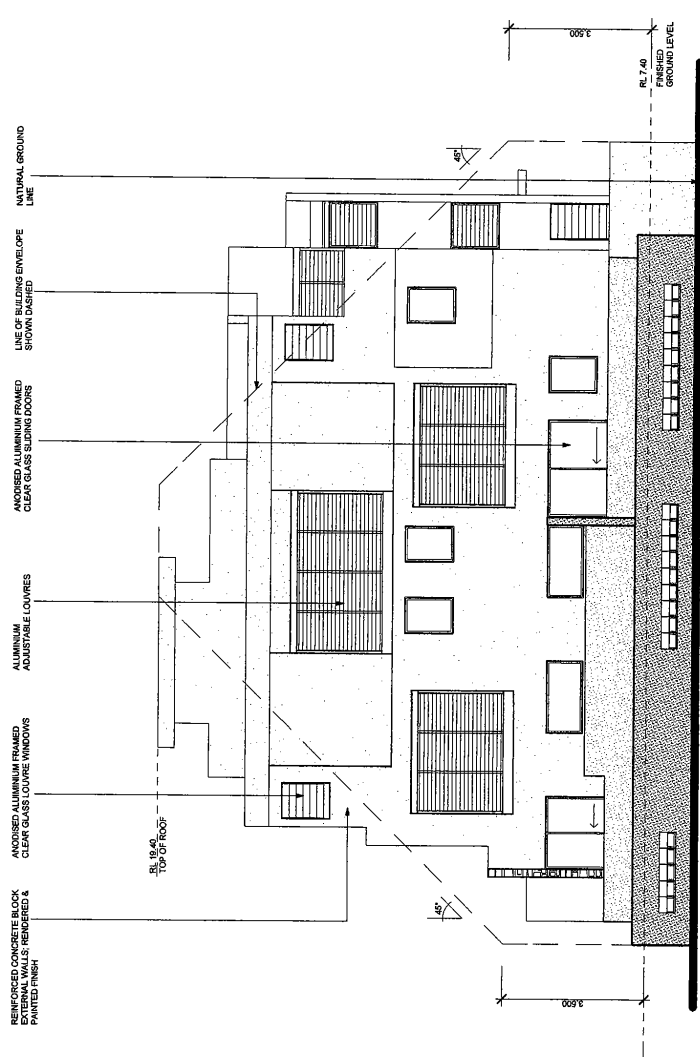 REINFORCED CONCRETE BLOCK
EXTERNAL WALLS; RENDERED &
PAINTED FINISH
ANODISED ALUMINIUM FRAMED
CLEAR GLASS LOUVRE WINDOWS
ALUMINIUM
ADJUSTABLE LOUVRES
ANODISED ALUMINIUM FRAMED
CLEAR GLASS SLIDING DOORS
LINE OF BUILDING ENVELOPE
SHOWN DASHED
NATURAL GROUND
LINE
RL 19.40
TOP OF ROOF
45°
45°
3.600
3.500
RL 7.40
FINISHED
GROUND LEVEL